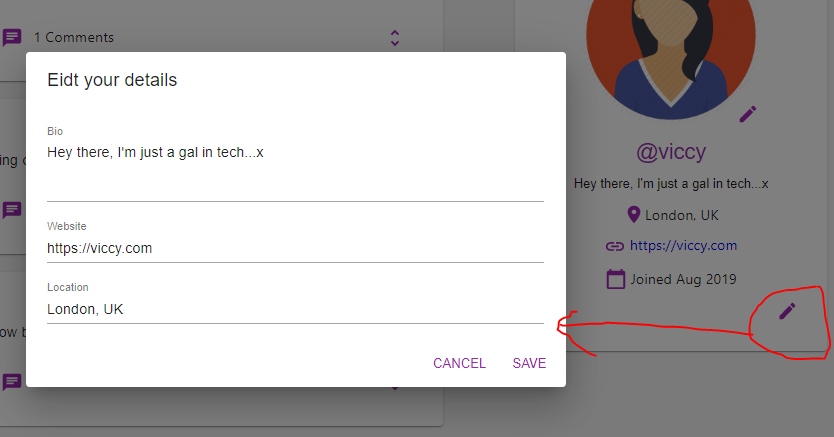 1 Comments
Eidt your details
Bio
Hey there, I'm just a gal in tech...x
Website
https://viccy.com
Location
London, UK
CANCEL SAVE
ing
ow b
@viccy
Hey there, I'm just a gal in tech...x
London, UK
https://viccy.com
Joined Aug 2019